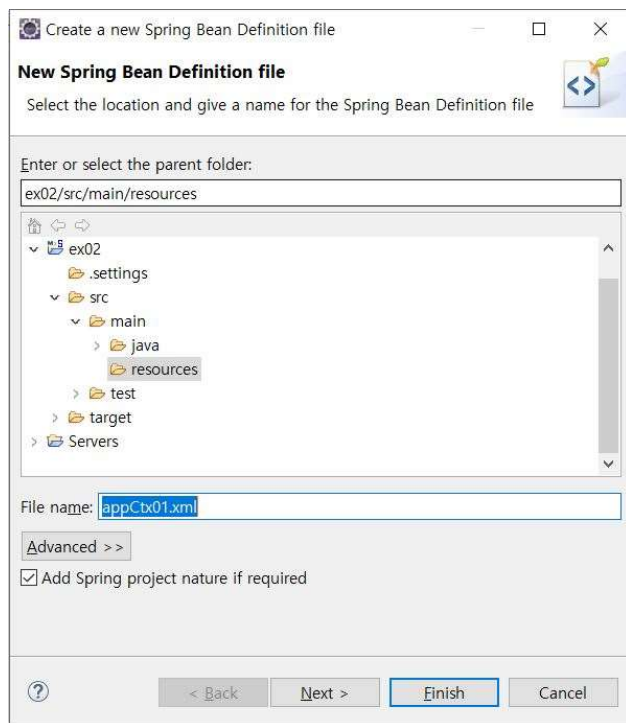 Create a new Spring Bean Definition file
New Spring Bean Definition file
Select the location and give a name for the Spring Bean Definition file
Enter or select the parent folder:
ex02/src/main/resources
ex02
.settings
src
main
java
resources
test
target
Servers
File name: appCtx01.xml
Advanced >>
Add Spring project nature if required
< Back Next > Finish Cancel